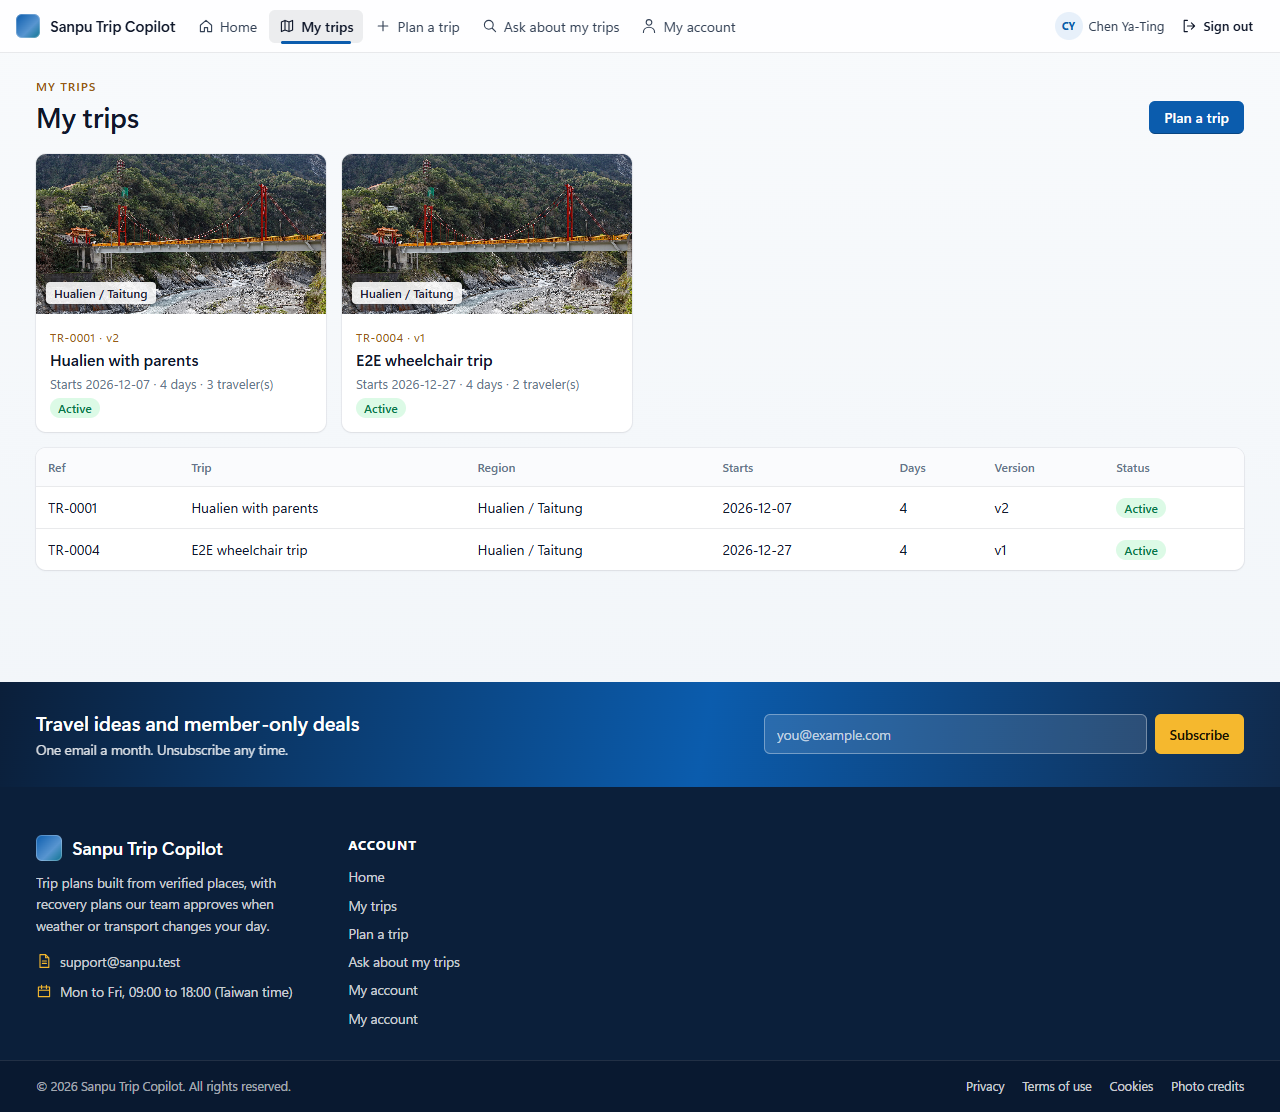 Sanpu Trip Copilot
Home
My trips
Plan a trip
Ask about my trips
My account
CY
Chen Ya-Ting
Sign out
MY TRIPS
My trips
Plan a trip
Hualien / Taitung
TR-0001 · v2
Hualien with parents
Starts 2026-12-07 · 4 days · 3 traveler(s)
Active
Hualien / Taitung
TR-0004 · v1
E2E wheelchair trip
Starts 2026-12-27 · 4 days · 2 traveler(s)
Active
Ref Trip Region Starts Days Version Status
TR-0001 Hualien with parents Hualien / Taitung 2026-12-07 4 v2 Active
TR-0004 E2E wheelchair trip Hualien / Taitung 2026-12-27 4 v1 Active
Travel ideas and member-only deals
One email a month. Unsubscribe any time.
you@example.com
Subscribe
Sanpu Trip Copilot
Trip plans built from verified places, with
recovery plans our team approves when
weather or transport changes your day.
support@sanpu.test
Mon to Fri, 09:00 to 18:00 (Taiwan time)
ACCOUNT
Home
My trips
Plan a trip
Ask about my trips
My account
My account
© 2026 Sanpu Trip Copilot. All rights reserved.
Privacy
Terms of use
Cookies
Photo credits